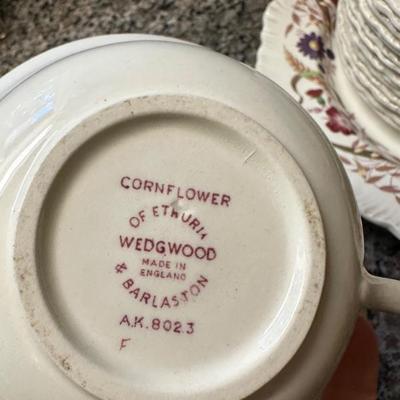 CORNFLOWER
OF ETRURIA
WEDGWOOD
MADE IN
ENGLAND
& BARLASTON
A.K.8023
F